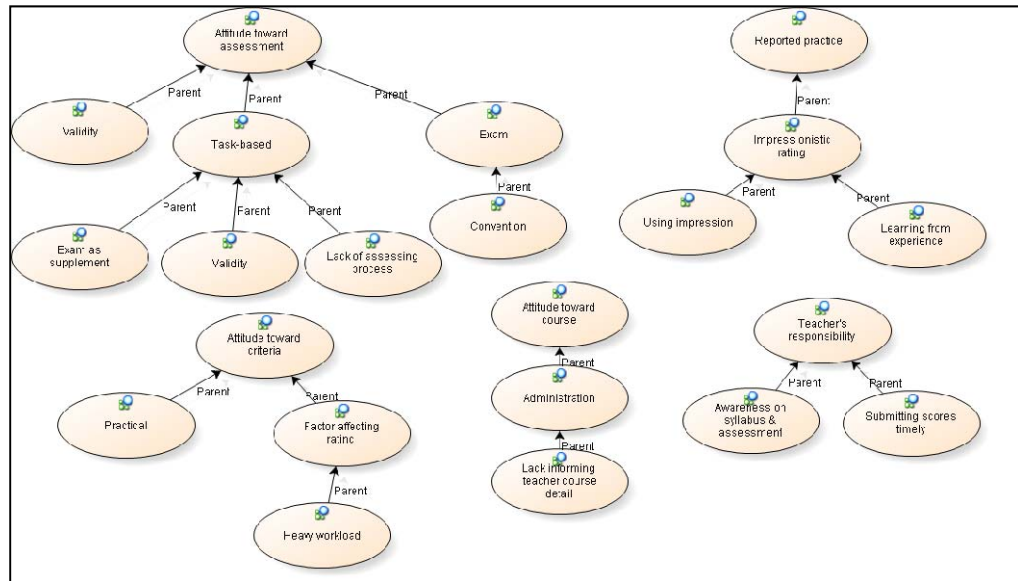 Attitude toward
assessment
Reported practice
Parent
Parent
Parent
Parent
Validity
Task-based
Exam
Impressionistic
rating
Parent
Parent
Parent
Parent
Parent
Parent
Exam as
supplement
Validity
Lack of assessing
process
Convention
Using impression
Learning from
experience
Attitude toward
criteria
Attitude toward
course
Teacher's
responsibility
Parent
Parent
Parent
Parent
Parent
Practical
Factor affecting
rating
Administration
Awareness on
syllabus &
assessment
Submitting scores
timely
Parent
Parent
Lack informing
teacher course
detail
Heavy workload